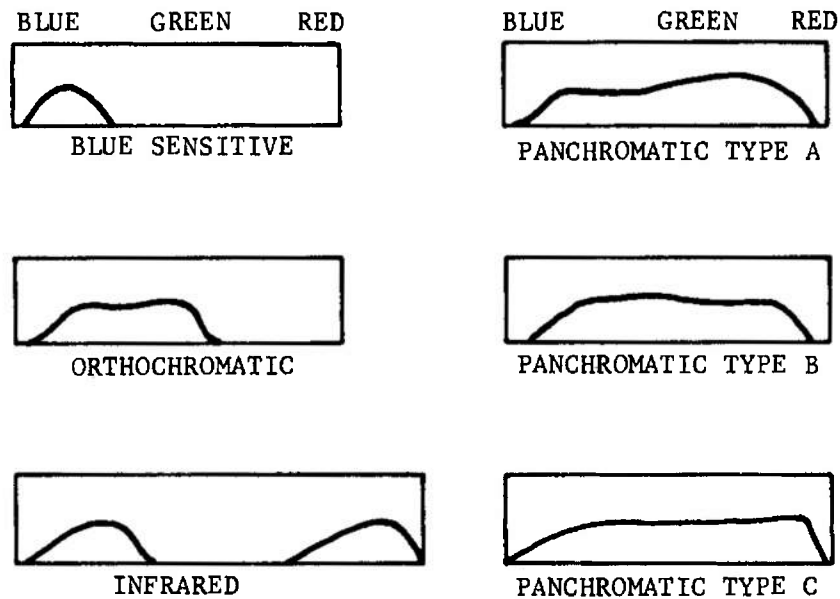 BLUE GREEN RED
BLUE SENSITIVE
ORTHOCHROMATIC
INFRARED
BLUE GREEN RED
PANCHROMATIC TYPE A
PANCHROMATIC TYPE B
PANCHROMATIC TYPE C